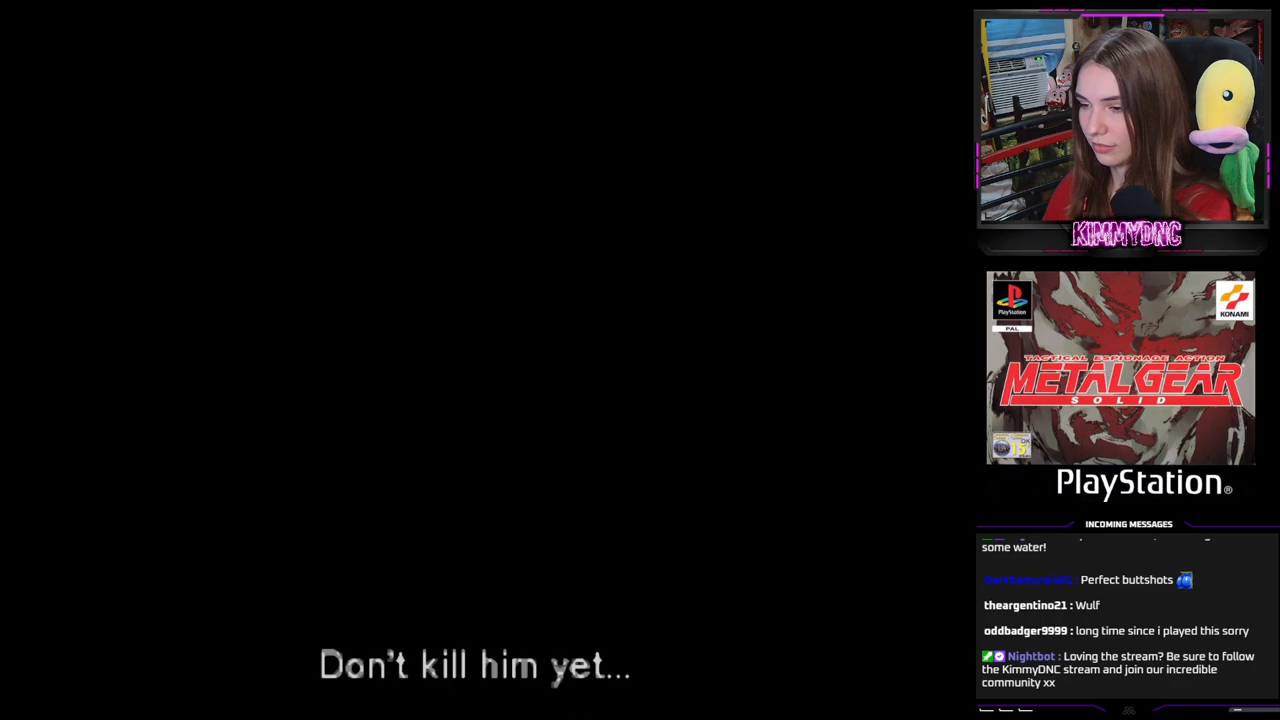 KIMMYDNC
PlayStation
PAL
KONAMI
TACTICAL ESPIONAGE ACTION
METAL GEAR
SOLID
15
PlayStation®
INCOMING MESSAGES
some water!
Perfect buttshots
theargentino21 : Wulf
oddbadger9999 : long time since i played this sorry
Nightbot : Loving the stream? Be sure to follow
the KimmyDNC stream and join our incredible
community xx
Don't kill him yet...